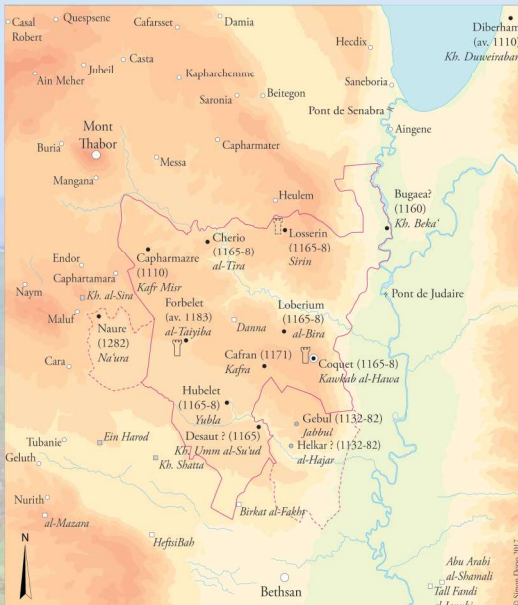 Casal
Robert
Quespene
Cafarsset
Damia
Hecdix
Diberham
(av. 1110)
Kh. Duweiraban
Ain Meher
Jubeil
Casta
Kapharchemme
Saronia
Beitegon
Saneboria
Pont de Senabra
Aingene
Mont
Thabor
Buria
Capharmater
Messa
Mangana
Heulem
Bugaea?
(1160)
Kh. Beka'
Cherio
(1165-8)
al-Tira
Losserin
(1165-8)
Sirin
Capharmazre
(1110)
Kafr Misr
Endor
Caphartamara
Kh. al-Sira
Naym
Maluf
Naure
(1282)
Na'ura
Forbelet
(av. 1183)
al-Taiyiba
Danna
Loberium
(1165-8)
al-Bira
Pont de Judaire
Cara
Cafran (1171)
Kafra
Coquet (1165-8)
Kawkab al-Hawa
Hubelet
(1165-8)
Yubla
Gebul (1132-82)
Jabbul
Desaut ? (1165)
Kh. Umm al-Su'ud
Helkar ? (1132-82)
al-Hajar
Tubanie
Ein Harod
Geluth
Kh. Shatta
Nurith
al-Mazara
Birkat al-Fakht
HeftsiBah
N
Bethsan
Abu Arabi
al-Shamali
Tall Fandi